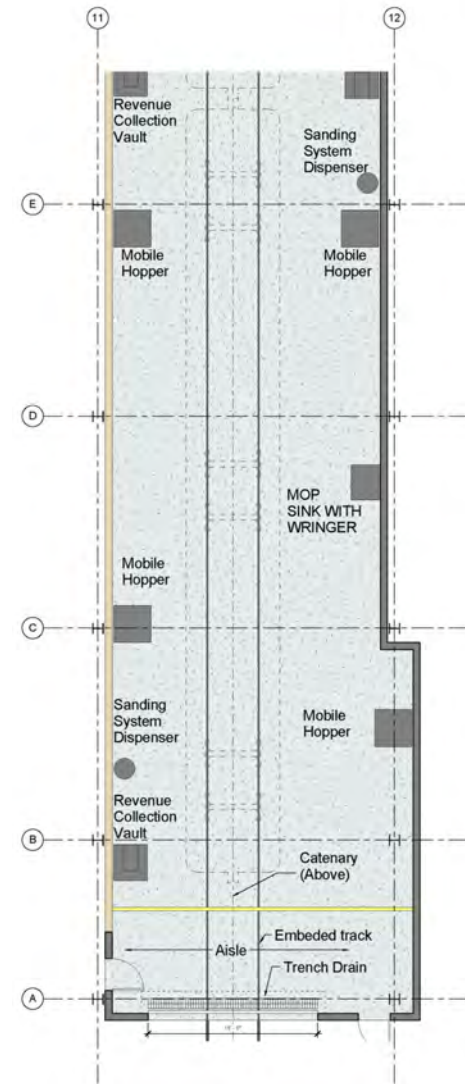 11
12
Revenue
Collection
Vault
Sanding
System
Dispenser
E
Mobile
Hopper
Mobile
Hopper
D
MOP
SINK WITH
WRINGER
Mobile
Hopper
C
Sanding
System
Dispenser
Mobile
Hopper
Revenue
Collection
Vault
B
Catenary
(Above)
Embeded track
Aisle
Trench Drain
A